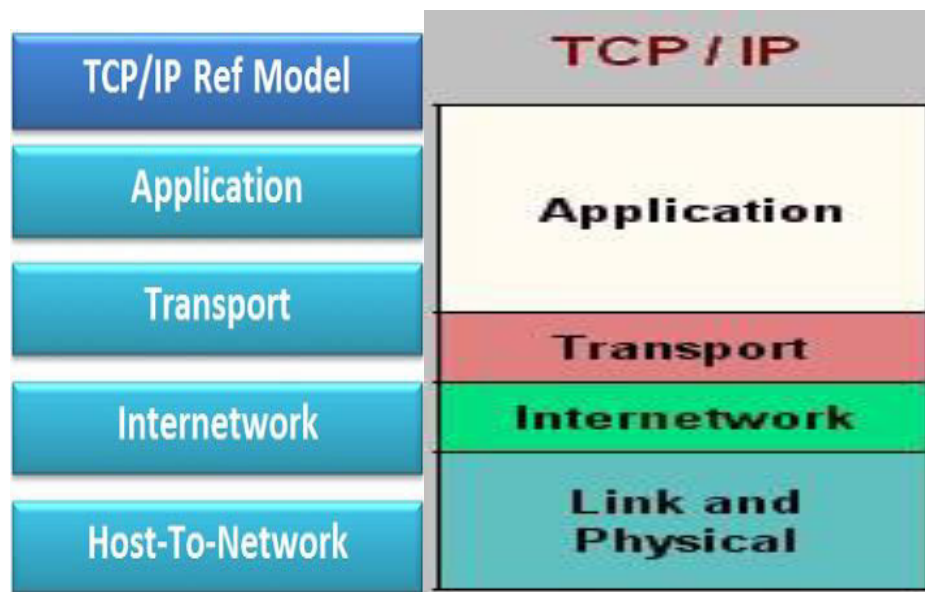 TCP/IP Ref Model
Application
Transport
Internetwork
Host-To-Network
TCP / IP
Application
Transport
Internetwork
Link and
Physical